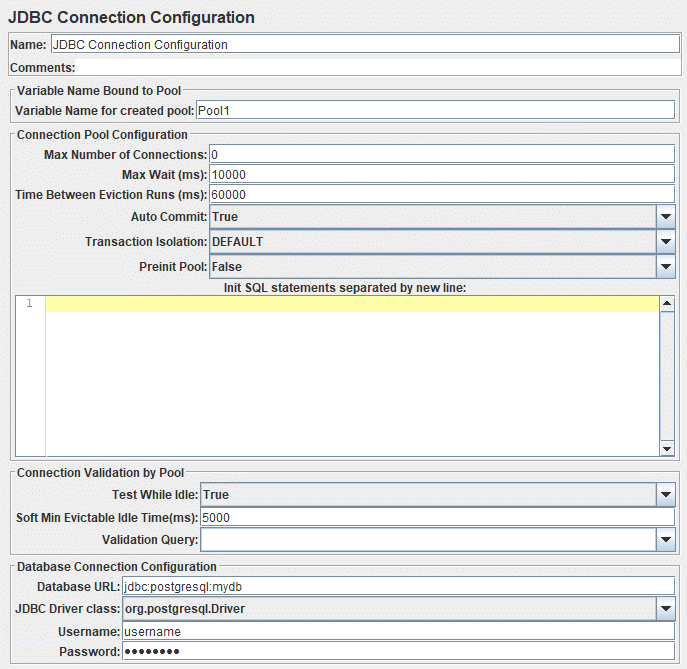 JDBC Connection Configuration
Name: JDBC Connection Configuration
Comments:
Variable Name Bound to Pool
Variable Name for created pool: Pool1
Connection Pool Configuration
Max Number of Connections: 0
Max Wait (ms): 10000
Time Between Eviction Runs (ms): 60000
Auto Commit: True
Transaction Isolation: DEFAULT
Preinit Pool: False
Init SQL statements separated by new line:
1
Connection Validation by Pool
Test While Idle: True
Soft Min Evictable Idle Time(ms): 5000
Validation Query:
Database Connection Configuration
Database URL: jdbc:postgresql:mydb
JDBC Driver class: org.postgresql.Driver
Username: username
Password: ●●●●●●●●